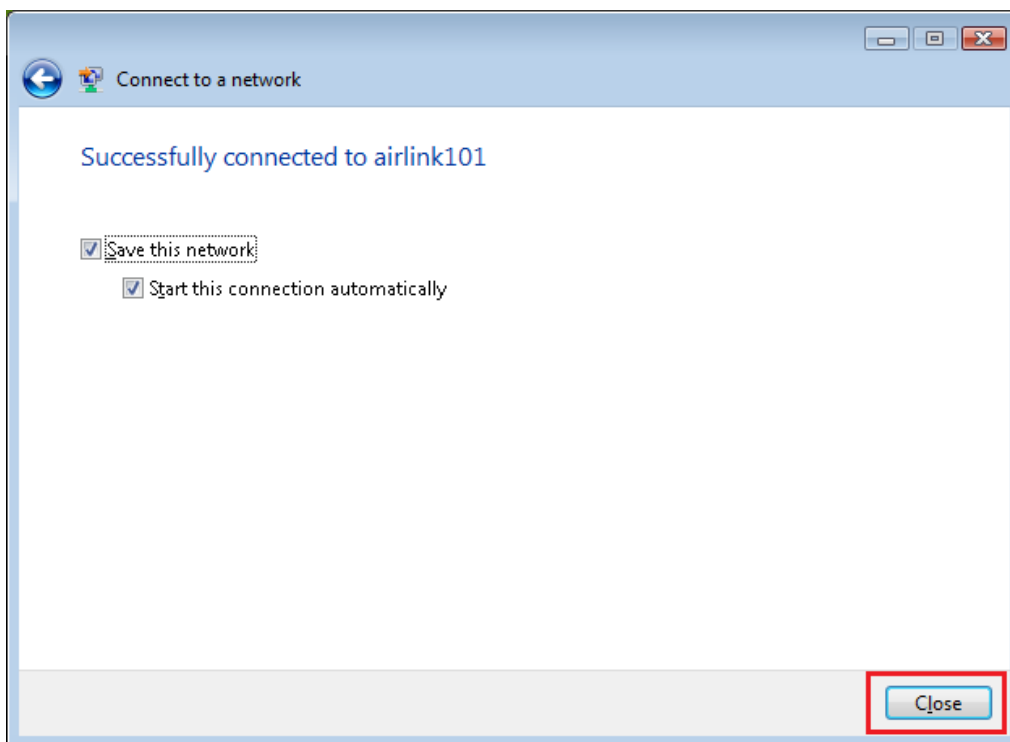 Connect to a network
Successfully connected to airlink101
Save this network
Start this connection automatically
Close